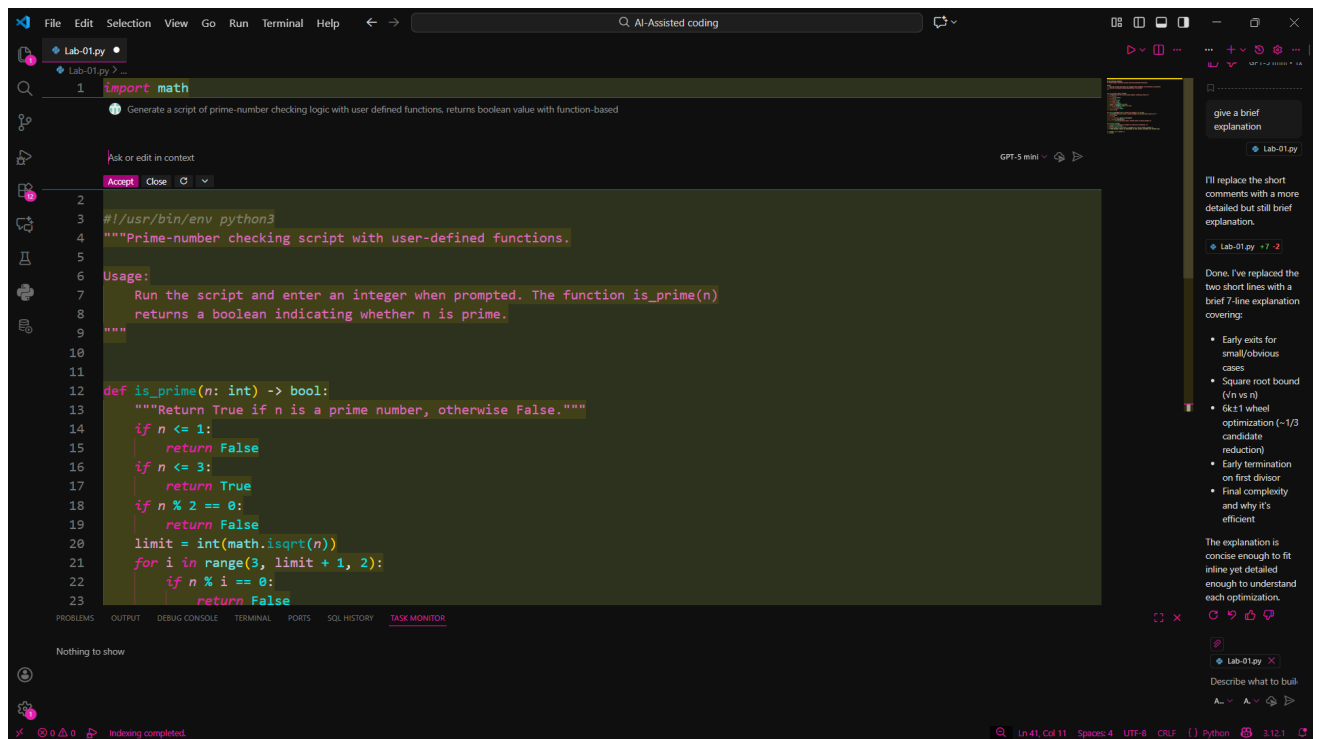 File Edit Selection View Go Run Terminal Help
AI-Assisted coding
Lab-01.py
Lab-01.py > ...
1 import math
Generate a script of prime-number checking logic with user defined functions, returns boolean value with function-based
Ask or edit in context
GPT-5 mini
Accept Close
2
3 #!/usr/bin/env python3
4 """Prime-number checking script with user-defined functions.
5
6 Usage:
7 Run the script and enter an integer when prompted. The function is_prime(n)
8 returns a boolean indicating whether n is prime.
9 """
10
11
12 def is_prime(n: int) -> bool:
13 """Return True if n is a prime number, otherwise False."""
14 if n <= 1:
15 return False
16 if n <= 3:
17 return True
18 if n % 2 == 0:
19 return False
20 limit = int(math.isqrt(n))
21 for i in range(3, limit + 1, 2):
22 if n % i == 0:
23 return False
PROBLEMS OUTPUT DEBUG CONSOLE TERMINAL PORTS SQL HISTORY TASK MONITOR
Nothing to show
give a brief
explanation
Lab-01.py
I'll replace the short
comments with a more
detailed but still brief
explanation.
Lab-01.py +7 -2
Done. I've replaced the
two short lines with a
brief 7-line explanation
covering:
• Early exits for
small/obvious
cases
• Square root bound
(√n vs n)
• 6k±1 wheel
optimization (~1/3
candidate
reduction)
• Early termination
on first divisor
• Final complexity
and why it's
efficient
The explanation is
concise enough to fit
inline yet detailed
enough to understand
each optimization.
Lab-01.py
Describe what to buil
A... A.
1
12
1
0 0 Indexing completed.
Ln 41, Col 11 Spaces: 4 UTF-8 CRLF {} Python 3.12.1